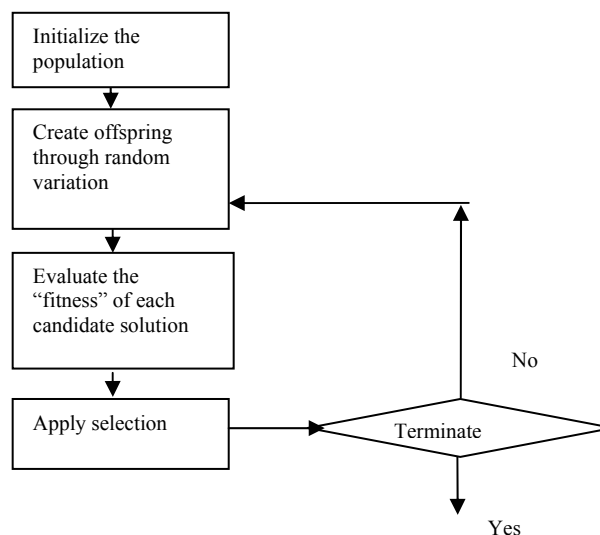 Initialize the
population
Create offspring
through random
variation
Evaluate the
“fitness” of each
candidate solution
Apply selection
Terminate
No
Yes